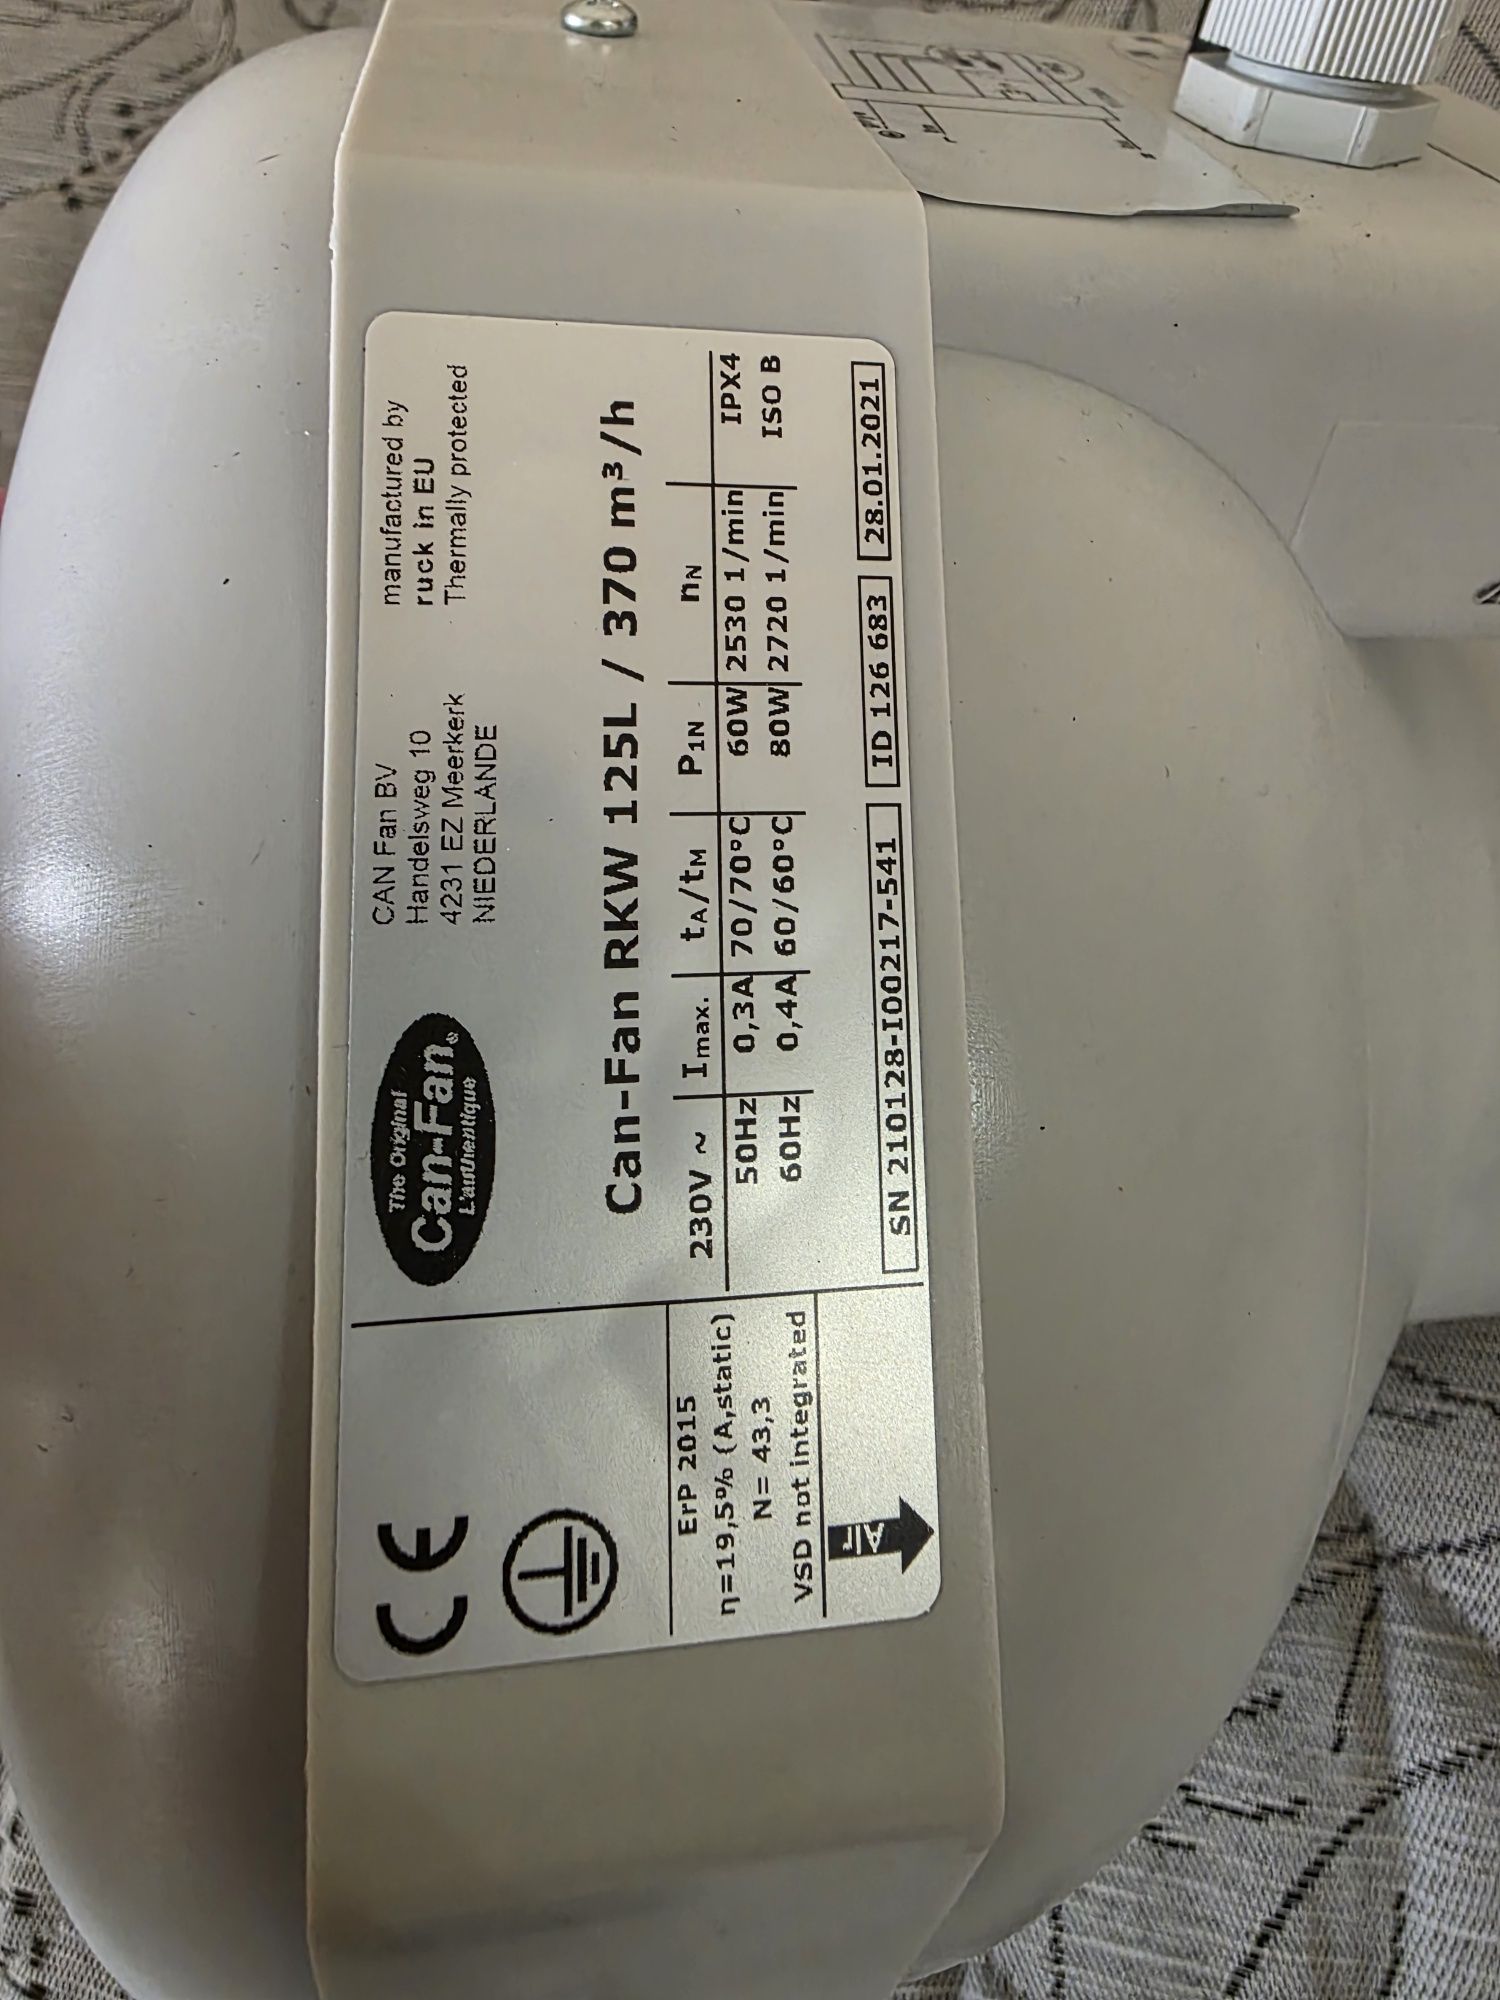 The Original
Can-Fan®
L'authentique
CAN Fan BV
Handelsweg 10
4231 EZ Meerkerk
NIEDERLANDE
manufactured by
ruck in EU
Thermally protected
Can-Fan RKW 125L / 370 m³/h
230V ~ Imax. tA/tM P1N nN
50Hz 0,3A 70/70°C 60W 2530 1/min IPX4
60Hz 0,4A 60/60°C 80W 2720 1/min ISO B
SN 210128-I00217-541 ID 126 683 28.01.2021
CE
ErP 2015
η=19,5% (A,static)
N= 43,3
VSD not integrated
Air